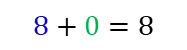 8 + 0 = 8